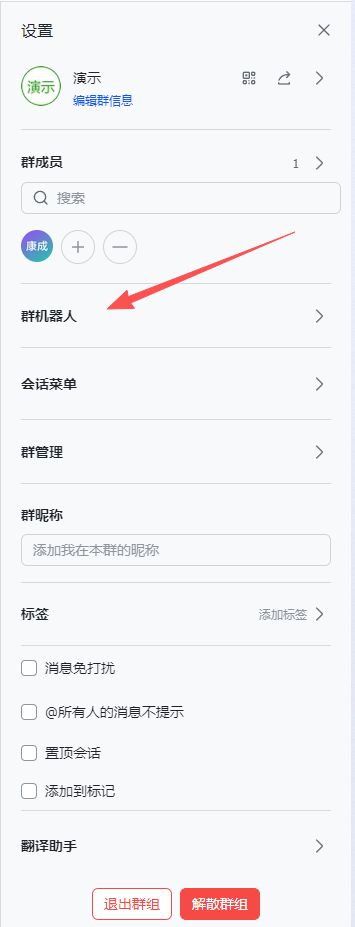 设置
演示
演示
编辑群信息
群成员
1
搜索
康成
群机器人
会话菜单
群管理
群昵称
添加我在本群的昵称
标签
添加标签
消息免打扰
@所有人的消息不提示
置顶会话
添加到标记
翻译助手
退出群组
解散群组